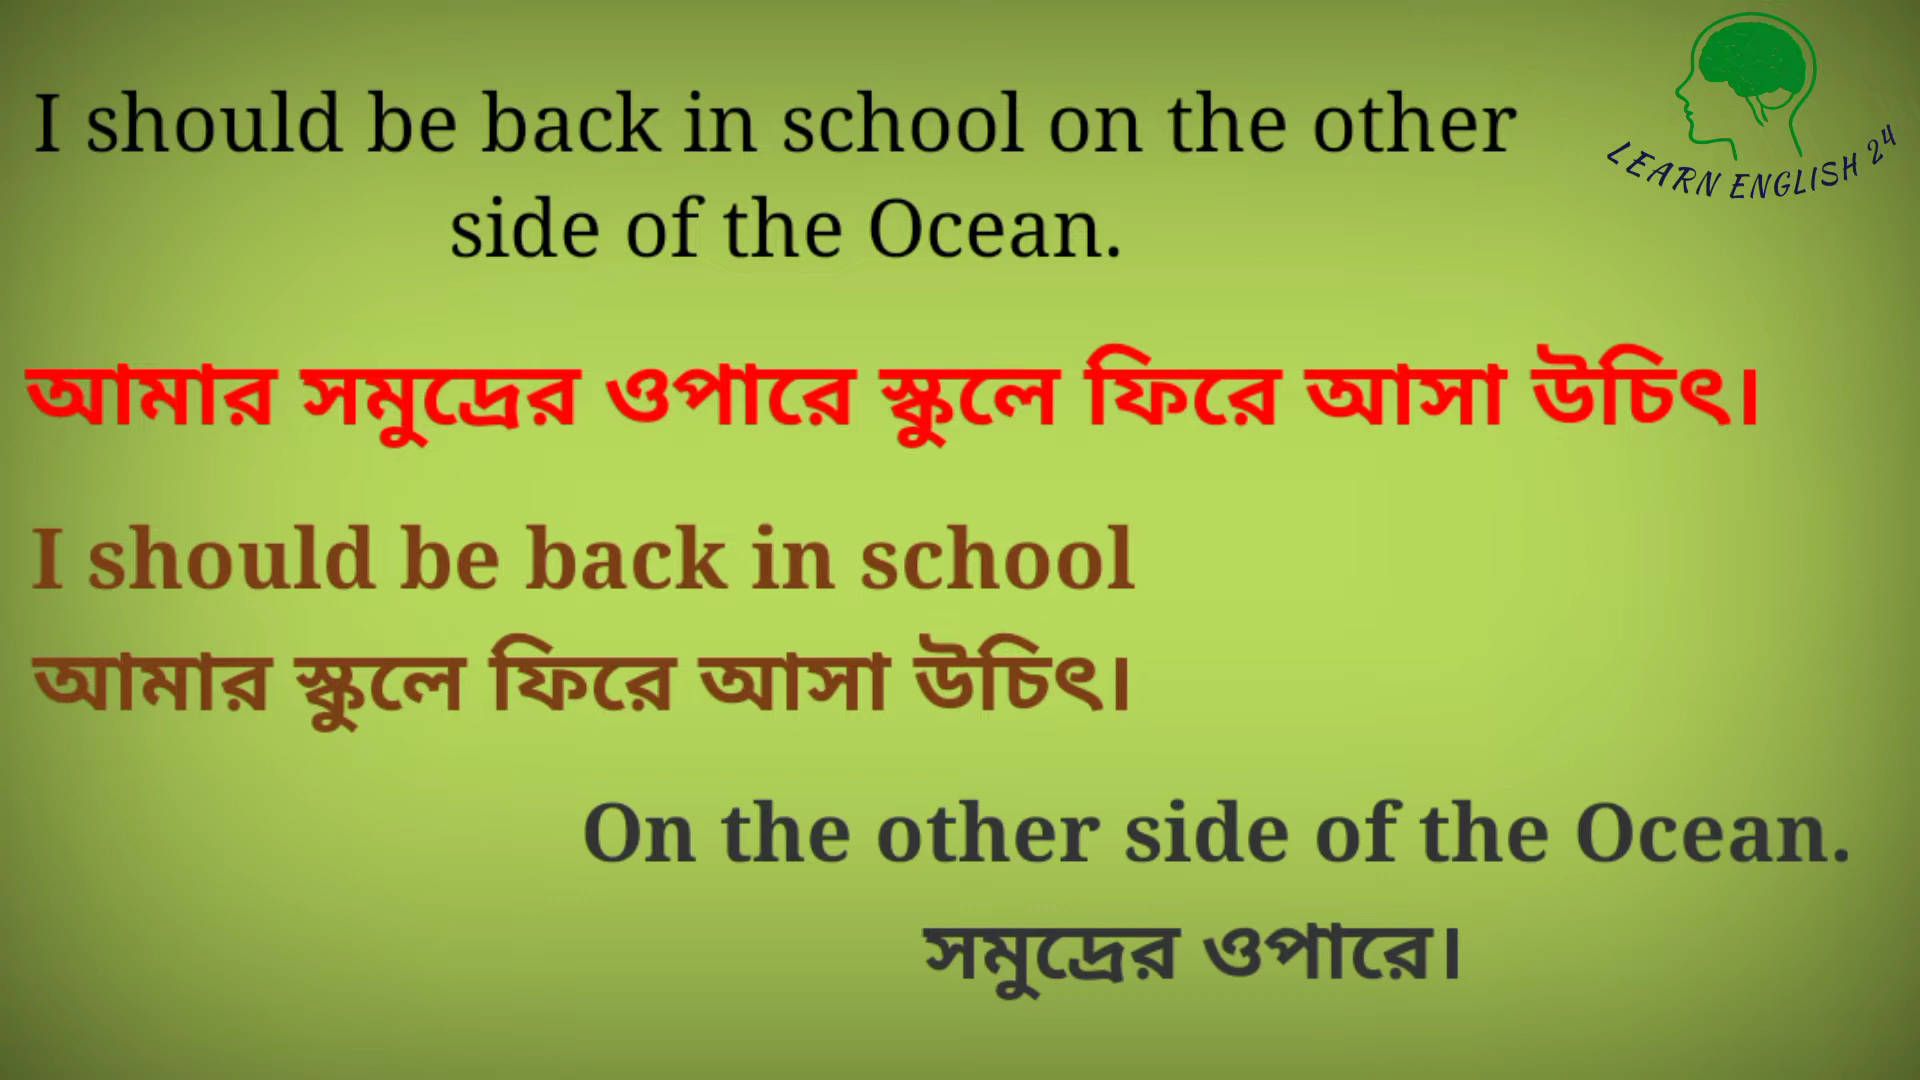 I should be back in school on the other
side of the Ocean.
LEARN ENGLISH 24
আমার সমুদ্রের ওপারে স্কুলে ফিরে আসা উচিৎ।
I should be back in school
আমার স্কুলে ফিরে আসা উচিৎ।
On the other side of the Ocean.
সমুদ্রের ওপারে।